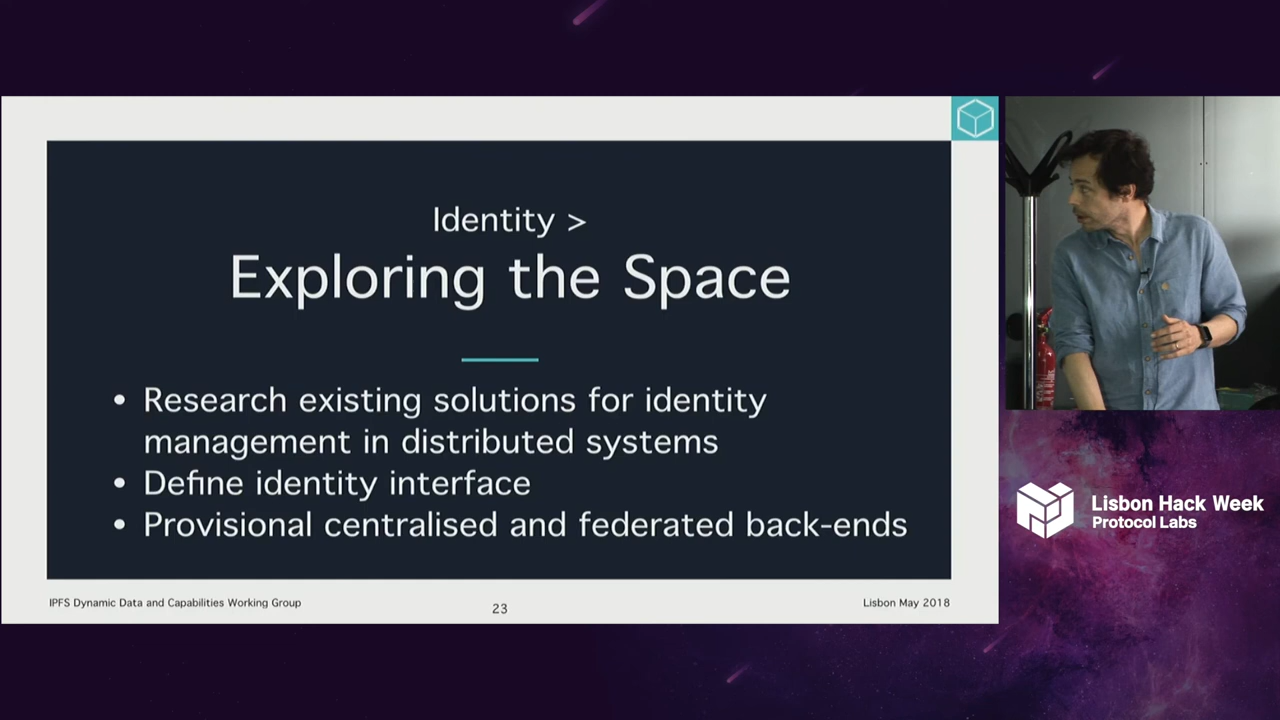 Identity >
Exploring the Space
• Research existing solutions for identity
management in distributed systems
• Define identity interface
• Provisional centralised and federated back-ends
IPFS Dynamic Data and Capabilities Working Group
23
Lisbon May 2018
Lisbon Hack Week
Protocol Labs